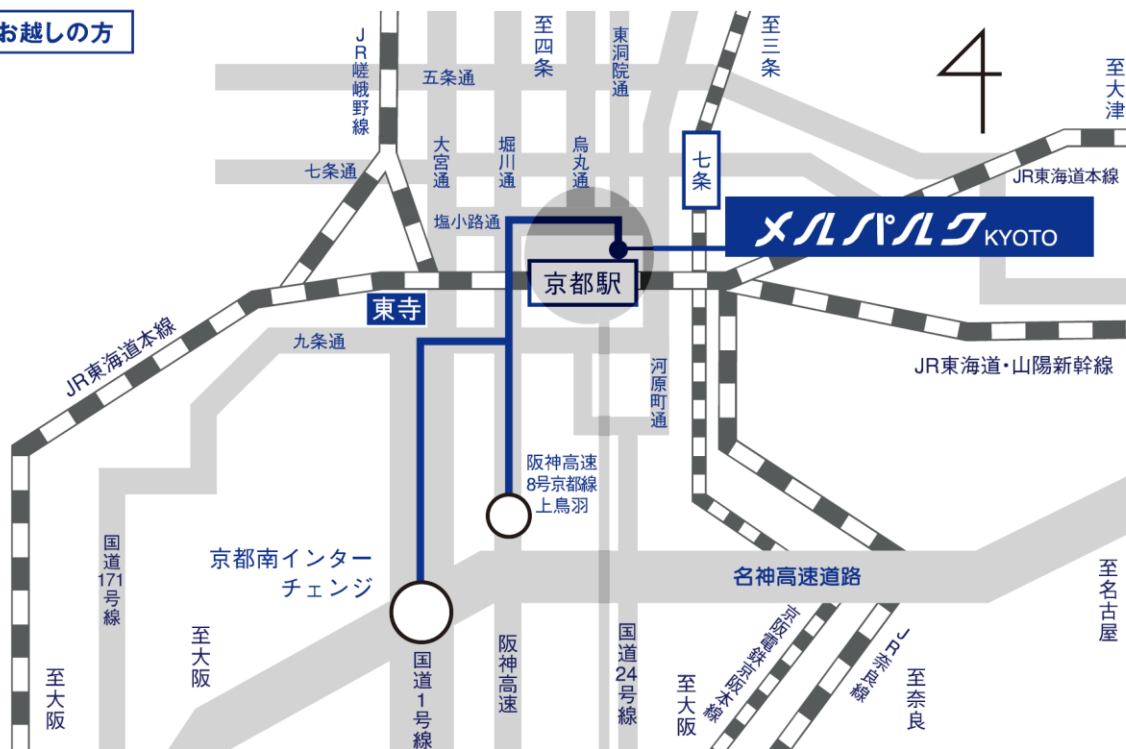 お越しの方
至四条
東洞院通
至三条
至大津
JR嵯峨野線
五条通
七条通
大宮通
堀川通
烏丸通
七条
JR東海道本線
塩小路通
メルパルクKYOTO
京都駅
東寺
九条通
JR東海道本線
河原町通
JR東海道・山陽新幹線
阪神高速
8号京都線
上鳥羽
国道171号線
京都南インター
チェンジ
名神高速道路
至名古屋
至大阪
至大阪
国道1号線
阪神高速
国道24号線
至大阪
京阪電鉄京阪本線
JR奈良線
至奈良